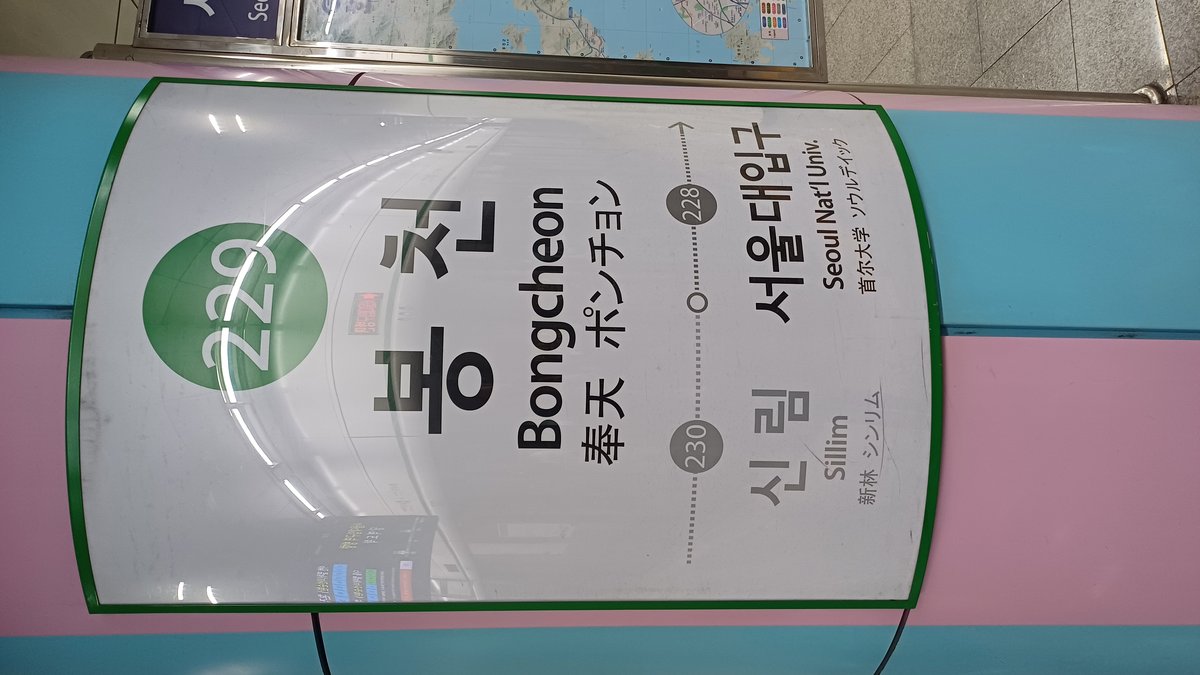 229
봉천
Bongcheon
奉天 ポンチョン
230
228
신림
Sillim
新林 シンリム
서울대입구
Seoul Nat'l Univ.
首尔大学 ソウルデイック